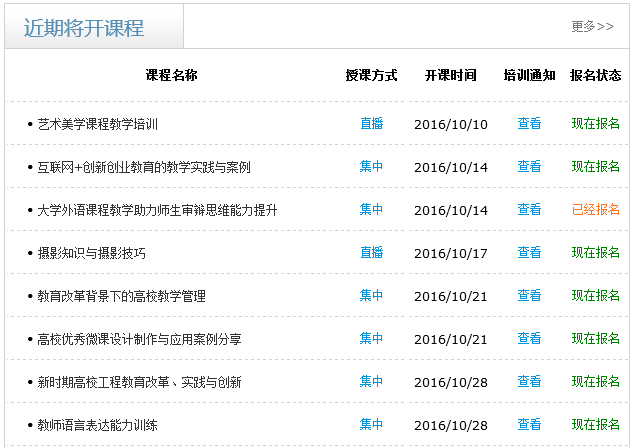 近期将开课程 更多>>
课程名称 授课方式 开课时间 培训通知 报名状态
• 艺术美学课程教学培训 直播 2016/10/10 查看 现在报名
• 互联网+创新创业教育的教学实践与案例 集中 2016/10/14 查看 现在报名
• 大学外语课程教学助力师生审辩思维能力提升 集中 2016/10/14 查看 已经报名
• 摄影知识与摄影技巧 直播 2016/10/17 查看 现在报名
• 教育改革背景下的高校教学管理 集中 2016/10/21 查看 现在报名
• 高校优秀微课设计制作与应用案例分享 集中 2016/10/21 查看 现在报名
• 新时期高校工程教育改革、实践与创新 集中 2016/10/28 查看 现在报名
• 教师语言表达能力训练 集中 2016/10/28 查看 现在报名